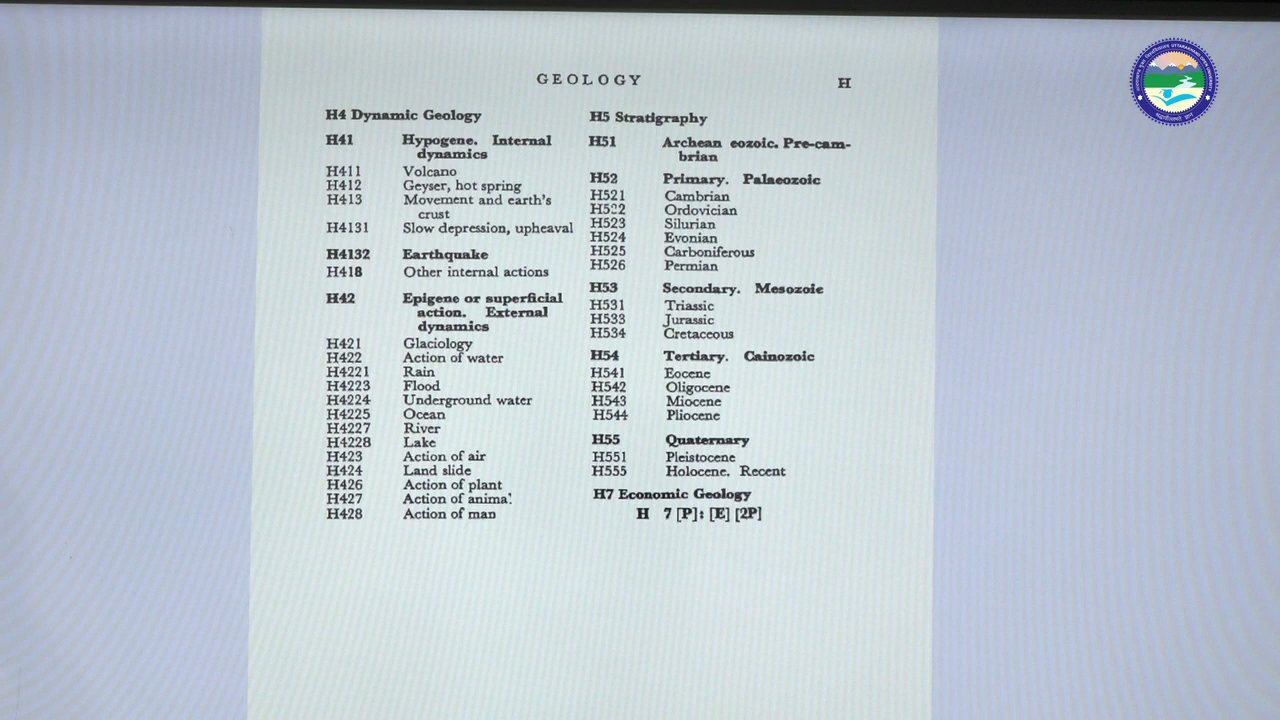 GEOLOGY H
H4 Dynamic Geology
H41 Hypogene. Internal
dynamics
H411 Volcano
H412 Geyser, hot spring
H413 Movement and earth's
crust
H4131 Slow depression, upheaval
H4132 Earthquake
H418 Other internal actions
H42 Epigene or superficial
action. External
dynamics
H421 Glaciology
H422 Action of water
H4221 Rain
H4223 Flood
H4224 Underground water
H4225 Ocean
H4227 River
H4228 Lake
H423 Action of air
H424 Land slide
H426 Action of plant
H427 Action of animal
H428 Action of man
H5 Stratigraphy
H51 Archean eozoic. Pre-cam-
brian
H52 Primary. Palaeozoic
H521 Cambrian
H522 Ordovician
H523 Silurian
H524 Evonian
H525 Carboniferous
H526 Permian
H53 Secondary. Mesozoic
H531 Triassic
H533 Jurassic
H534 Cretaceous
H54 Tertiary. Cainozoic
H541 Eocene
H542 Oligocene
H543 Miocene
H544 Pliocene
H55 Quaternary
H551 Pleistocene
H555 Holocene. Recent
H7 Economic Geology
H 7 [P]: [E] [2P]